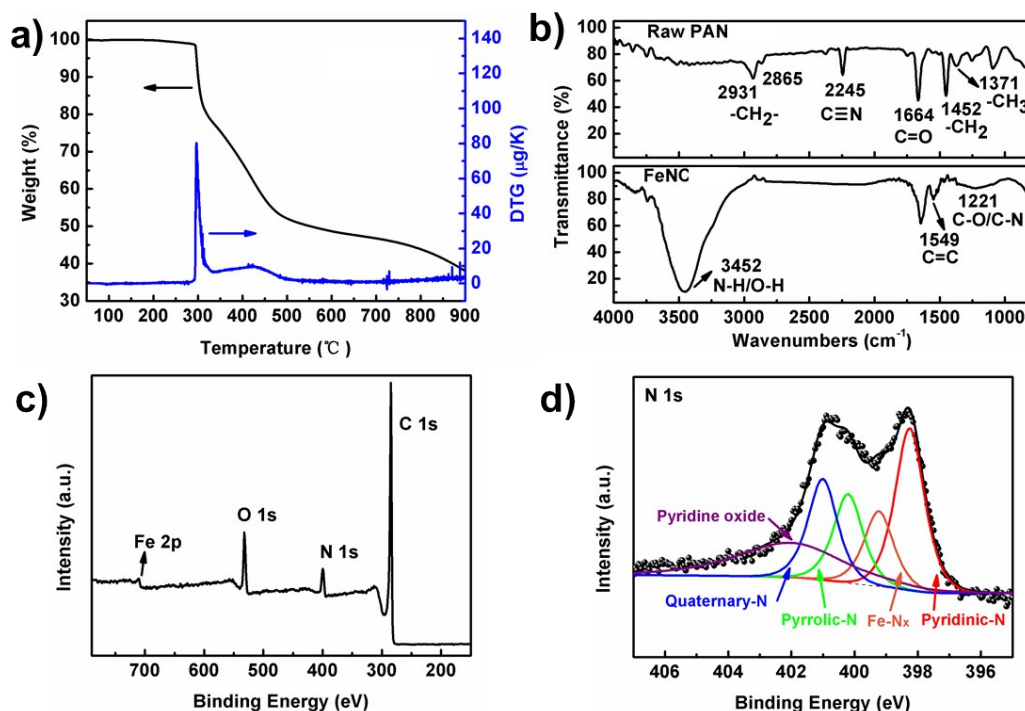 a)
100
90
80
70
60
50
40
30
Weight (%)
140
120
100
80
60
40
20
0
DTG (μg/K)
100 200 300 400 500 600 700 800 900
Temperature (℃)
b)
Raw PAN
100
80
60
40
20
2931
2865
-CH2-
2245
C≡N
1664
C=O
1452
-CH2
1371
-CH3
FeNC
100
80
60
40
20
Transmittance (%)
3452
N-H/O-H
1549
C=C
1221
C-O/C-N
4000 3500 3000 2500 2000 1500 1000
Wavenumbers (cm-1)
c)
Intensity (a.u.)
Fe 2p
O 1s
N 1s
C 1s
700 600 500 400 300 200
Binding Energy (eV)
d)
N 1s
Intensity (a.u.)
Pyridine oxide
Quaternary-N
Pyrrolic-N
Fe-Nx
Pyridinic-N
406 404 402 400 398 396
Binding Energy (eV)